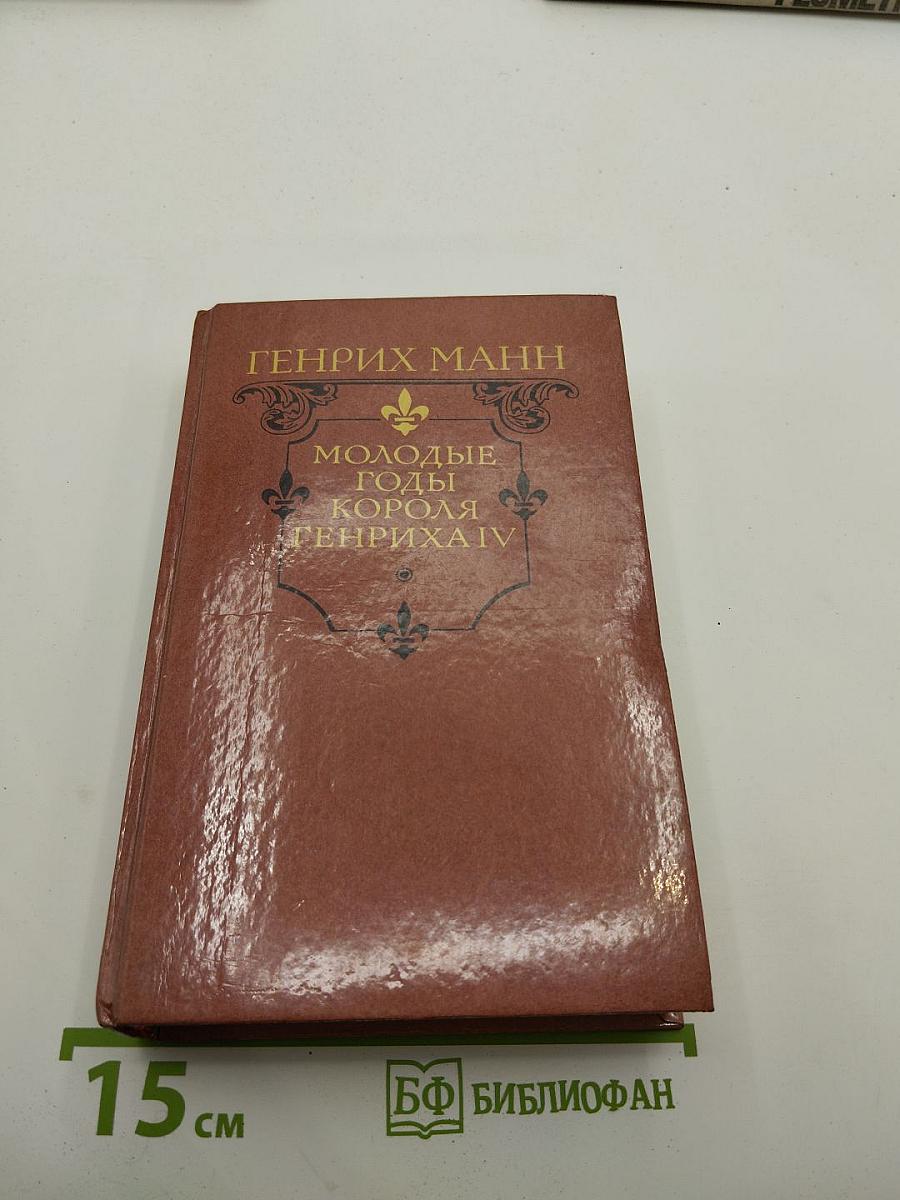 ГЕНРИХ МАНН
МОЛОДЫЕ
ГОДЫ
КОРОЛЯ
ГЕНРИХА IV
15 см
БФ БИБЛИОФАН